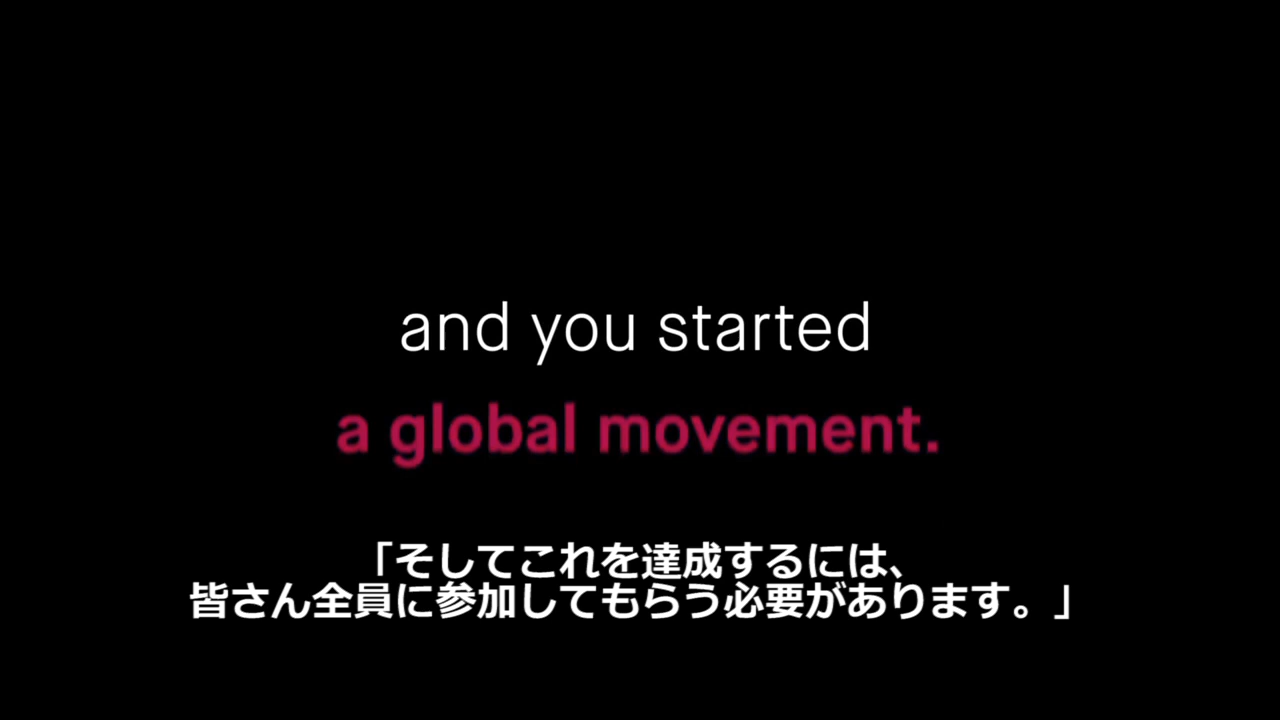 and you started
a global movement.
「そしてこれを達成するには、
皆さん全員に参加してもらう必要があります。」